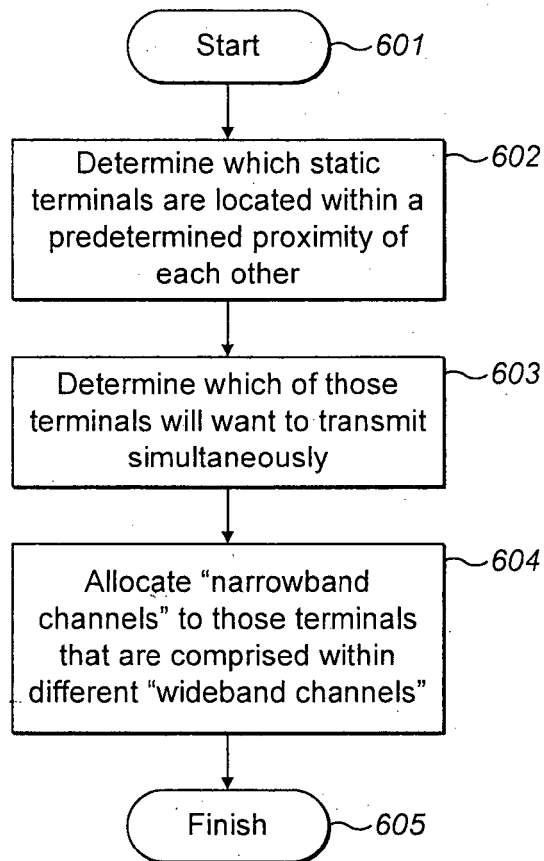 Start
601
Determine which static
602
terminals are located within a
predetermined proximity of
each other
Determine which of those
603
terminals will want to transmit
simultaneously
Allocate “narrowband
604
channels” to those terminals
that are comprised within
different “wideband channels”
Finish
605